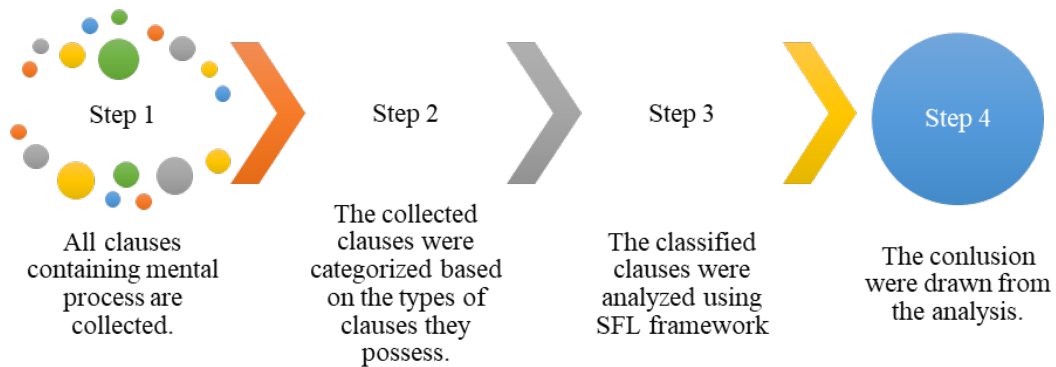 Step 1
All clauses
containing mental
process are
collected.
Step 2
The collected
clauses were
categorized based
on the types of
clauses they
possess.
Step 3
The classified
clauses were
analyzed using
SFL framework
Step 4
The conlusion
were drawn from
the analysis.